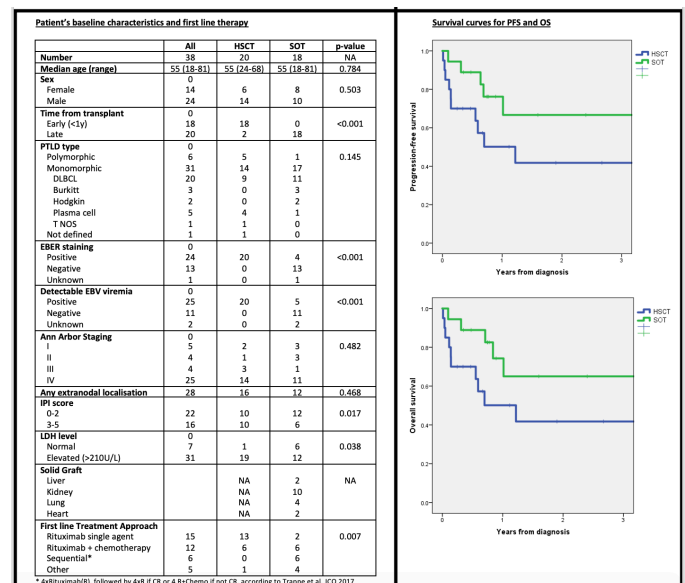 Patient's baseline characteristics and first line therapy
All HSCT SOT p-value
Number 38 20 18 NA
Median age (range) 55 (18-81) 55 (24-68) 55 (18-81) 0.784
Sex 0
Female 14 6 8 0.503
Male 24 14 10
Time from transplant 0
Early (<1y) 18 18 0 <0.001
Late 20 2 18
PTLD type 0
Polymorphic 6 5 1 0.145
Monomorphic 31 14 17
DLBCL 20 9 11
Burkitt 3 0 3
Hodgkin 2 0 2
Plasma cell 5 4 1
T NOS 1 1 0
Not defined 1 1 0
EBER staining 0
Positive 24 20 4 <0.001
Negative 13 0 13
Unknown 1 0 1
Detectable EBV viremia 0
Positive 25 20 5 <0.001
Negative 11 0 11
Unknown 2 0 2
Ann Arbor Staging 0
I 5 2 3 0.482
II 4 1 3
III 4 3 1
IV 25 14 11
Any extranodal localisation 28 16 12 0.468
IPI score
0-2 22 10 12 0.017
3-5 16 10 6
LDH level 0
Normal 7 1 6 0.038
Elevated (>210U/L) 31 19 12
Solid Graft
Liver NA 2 NA
Kidney NA 10
Lung NA 4
Heart NA 2
First line Treatment Approach
Rituximab single agent 15 13 2 0.007
Rituximab + chemotherapy 12 6 6
Sequential* 6 0 6
Other 5 1 4
* 4xRituximab(R), followed by 4xR if CR or 4 R+Chemo if not CR, according to Trappe et al, JCO 2017
Survival curves for PFS and OS
Progression-free survival
1.0
0.8
0.6
0.4
0.2
0.0
0 1 2 3
Years from diagnosis
HSCT
SOT
Overall survival
1.0
0.8
0.6
0.4
0.2
0.0
0 1 2 3
Years from diagnosis
HSCT
SOT